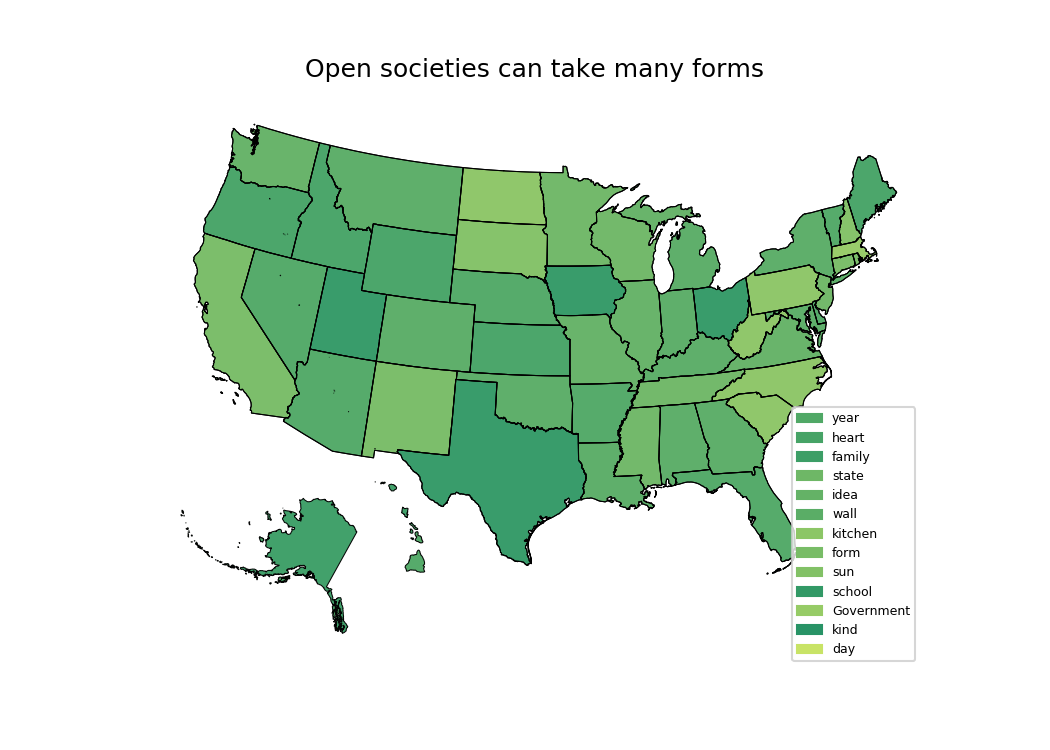 Open societies can take many forms
year
heart
family
state
idea
wall
kitchen
form
sun
school
Government
kind
day